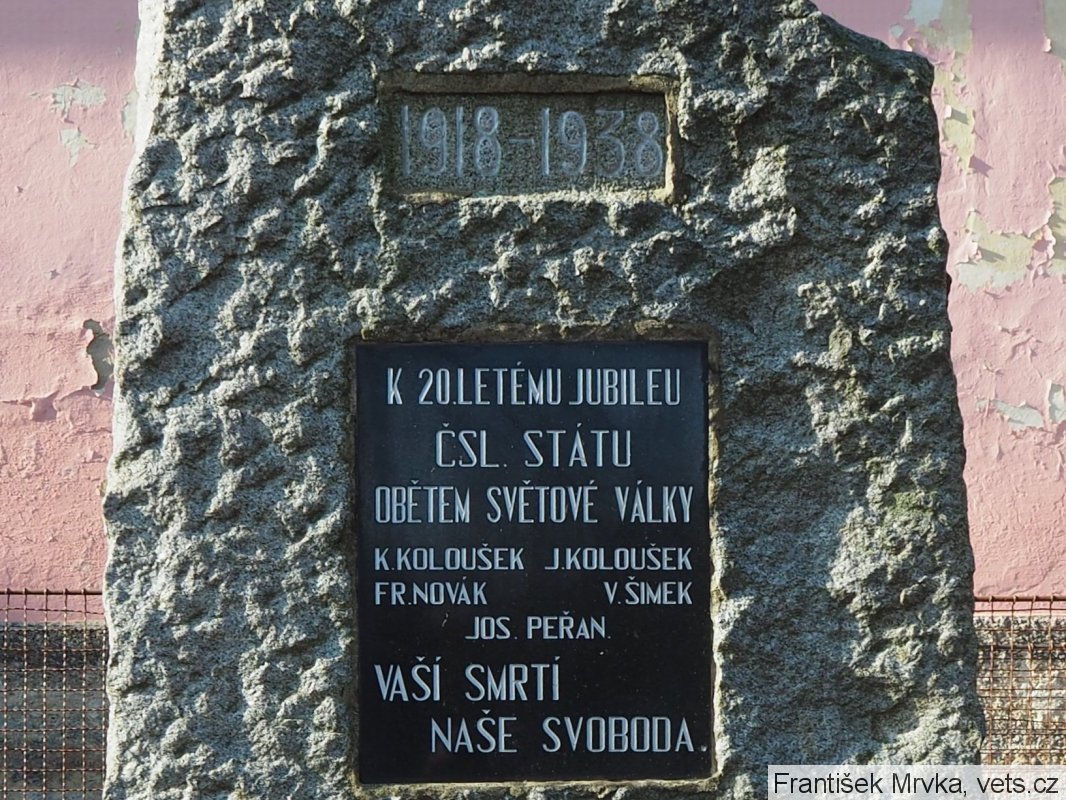 1918-1938
K 20.LETÉMU JUBILEU
ČSL. STÁTU
OBĚTEM SVĚTOVÉ VÁLKY
K.KOLOUŠEK J.KOLOUŠEK
FR.NOVÁK V.ŠIMEK
JOS. PEŘAN.
VAŠÍ SMRTÍ
NAŠE SVOBODA.
František Mrvka, vets.cz